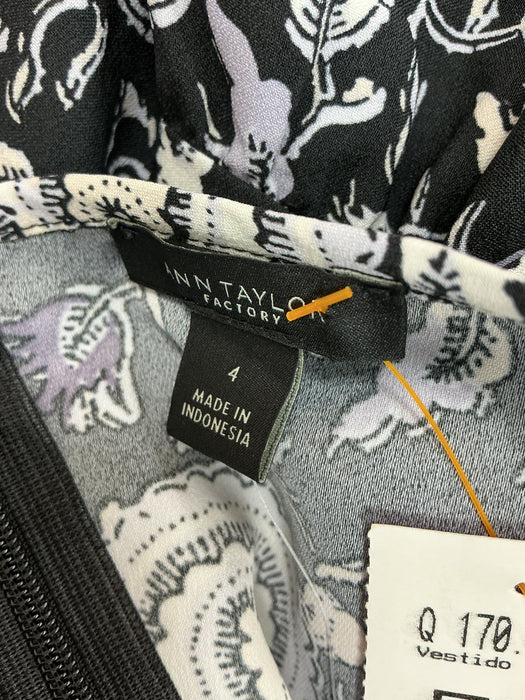 ANN TAYLOR
FACTORY
4
MADE IN
INDONESIA
Q 170.
Vestido